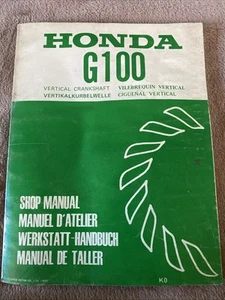 HONDA
G100
VERTICAL CRANKSHAFT VILEBREQUIN VERTICAL
VERTIKALKURBELWELLE CIGÜEÑAL VERTICAL
SHOP MANUAL
MANUEL D'ATELIER
WERKSTATT-HANDBUCH
MANUAL DE TALLER
K0